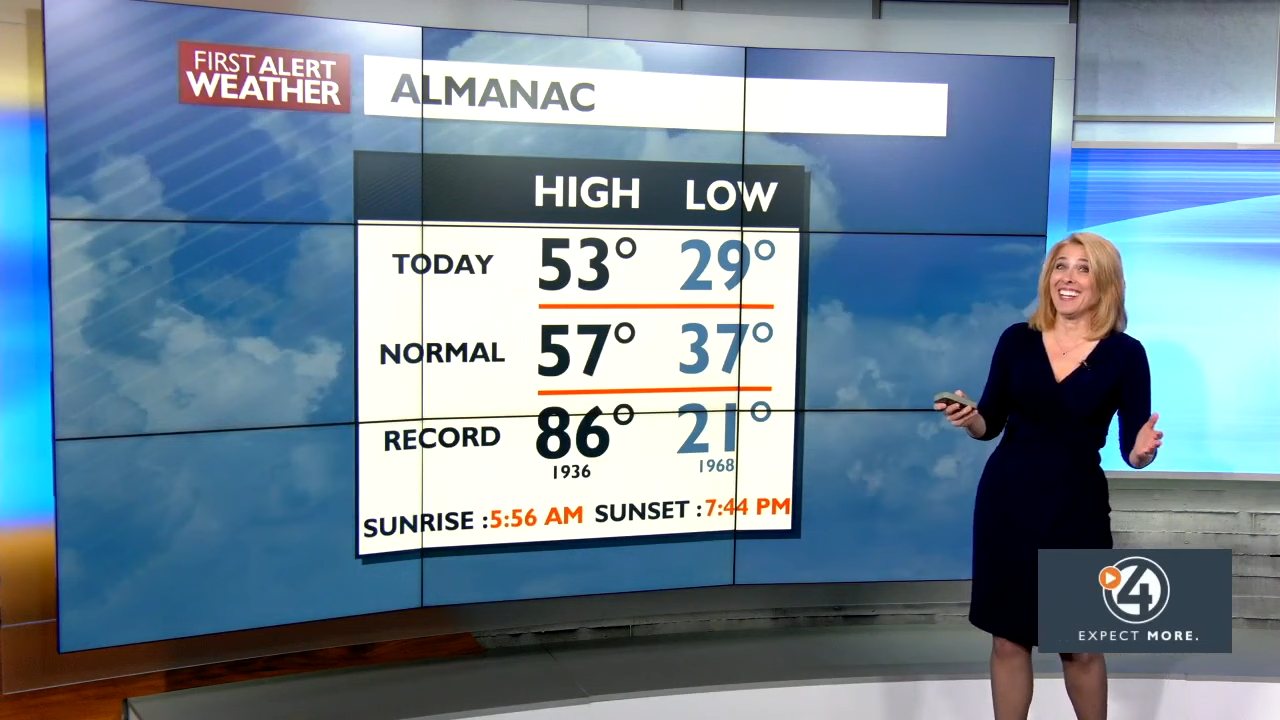 FIRST ALERT
WEATHER
ALMANAC
HIGH LOW
TODAY 53° 29°
NORMAL 57° 37°
RECORD 86° 21°
1936 1968
SUNRISE : 5:56 AM SUNSET : 7:44 PM
4
EXPECT MORE.